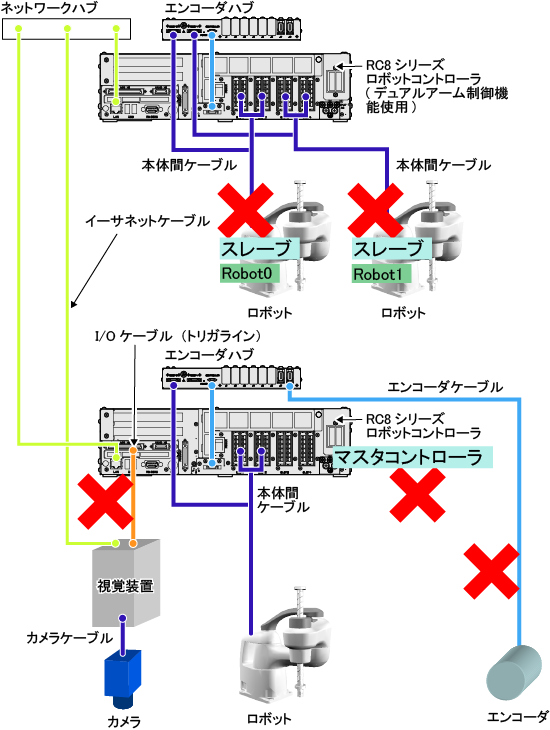 ネットワークハブ
エンコーダハブ
RC8 シリーズ
ロボットコントローラ
( デュアルアーム制御機
能使用 )
本体間ケーブル
本体間ケーブル
イーサネットケーブル
スレーブ
Robot0
スレーブ
Robot1
ロボット
ロボット
I/O ケーブル (トリガライン)
エンコーダハブ
エンコーダケーブル
RC8 シリーズ
ロボットコントローラ
マスタコントローラ
本体間
ケーブル
視覚装置
カメラケーブル
カメラ
ロボット
エンコーダ